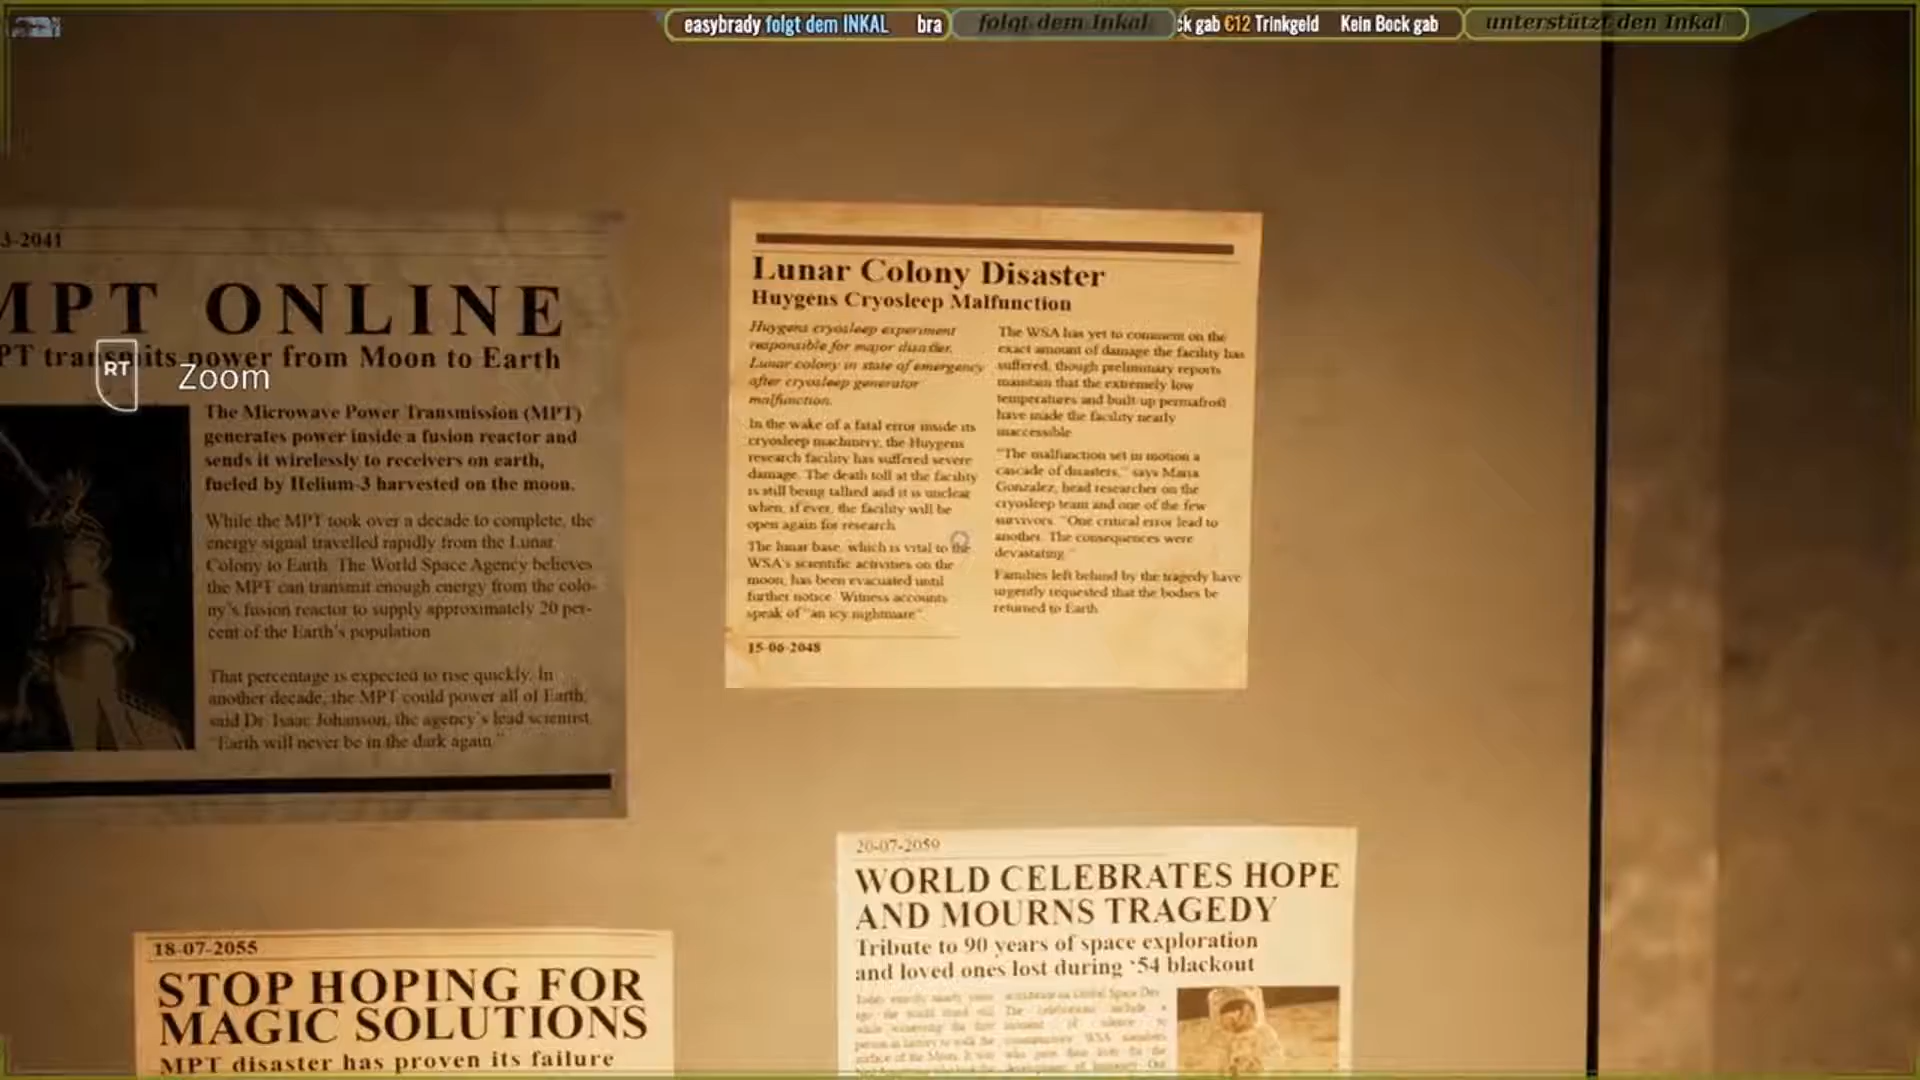 easybrady folgt dem INKAL bra
folgt dem Inkal
ck gab €12 Trinkgeld Kein Bock gab
unterstützt den Inkal
3-2041
MPT ONLINE
PT transmits power from Moon to Earth
RT
Zoom
The Microwave Power Transmission (MPT)
generates power inside a fusion reactor and
sends it wirelessly to receivers on earth,
fueled by Helium-3 harvested on the moon.
While the MPT took over a decade to complete, the
energy signal travelled rapidly from the Lunar
Colony to Earth. The World Space Agency believes
the MPT can transmit enough energy from the colo-
ny's fusion reactor to supply approximately 20 per-
cent of the Earth's population
That percentage is expected to rise quickly. In
another decade, the MPT could power all of Earth,
said Dr. Isaac Johanson, the agency's lead scientist.
"Earth will never be in the dark again."
Lunar Colony Disaster
Huygens Cryosleep Malfunction
Huygens cryosleep experiment
responsible for major disaster.
Lunar colony in state of emergency
after cryosleep generator
malfunction.
In the wake of a fatal error inside its
cryosleep machinery, the Huygens
research facility has suffered severe
damage. The death toll at the facility
is still being tallied and it is unclear
when, if ever, the facility will be
open again for research.
The lunar base, which is vital to the
WSA's scientific activities on the
moon, has been evacuated until
further notice. Witness accounts
speak of "an icy nightmare".
15-06-2048
The WSA has yet to comment on the
exact amount of damage the facility has
suffered, though preliminary reports
maintain that the extremely low
temperatures and built-up permafrost
have made the facility nearly
inaccessible.
"The malfunction set in motion a
cascade of disasters," says Maria
Gonzalez, head researcher on the
cryosleep team and one of the few
survivors. "One critical error lead to
another. The consequences were
devastating."
Families left behind by the tragedy have
urgently requested that the bodies be
returned to Earth.
18-07-2055
STOP HOPING FOR
MAGIC SOLUTIONS
MPT disaster has proven its failure
20-07-2059
WORLD CELEBRATES HOPE
AND MOURNS TRAGEDY
Tribute to 90 years of space exploration
and loved ones lost during '54 blackout